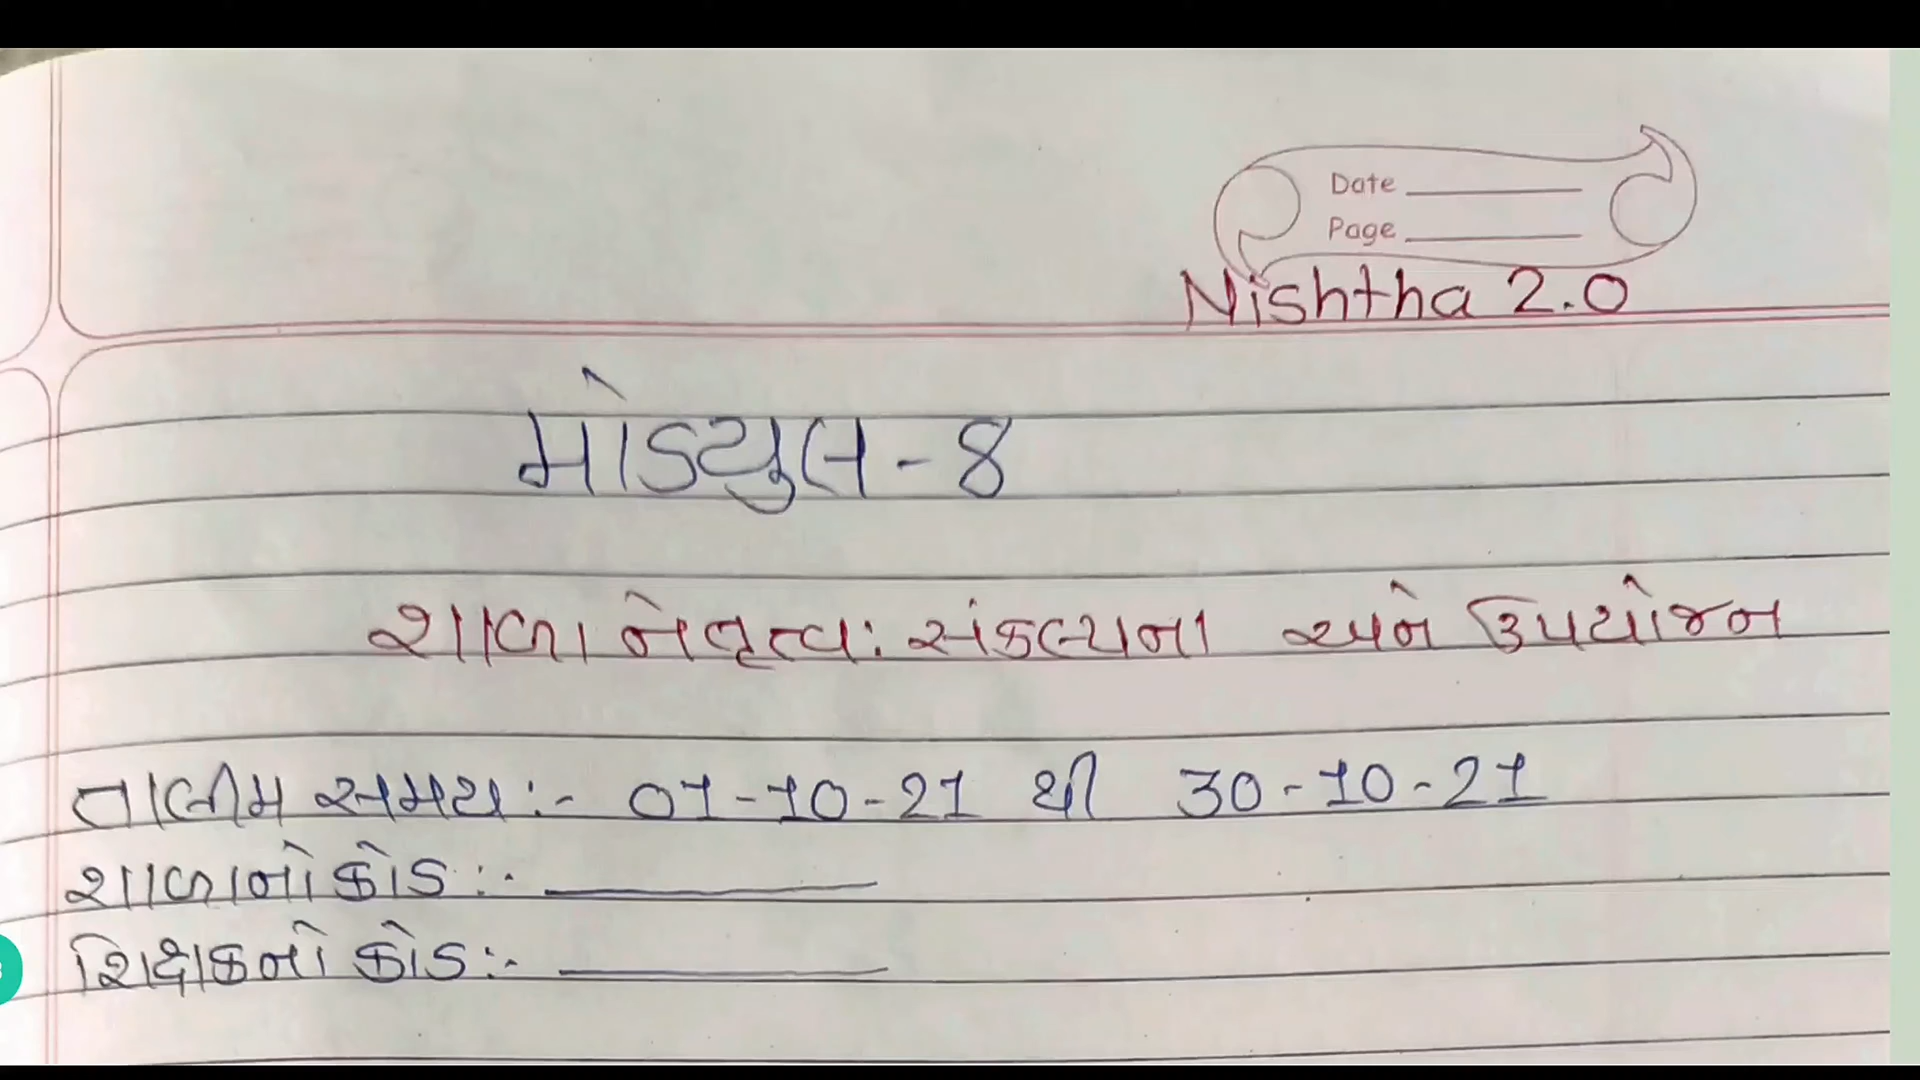 Date
Page
Nishtha 2.0
મોડ્યુલ - 8
શાળા નેતૃત્વ : સંકલ્પના અને ઉપયોજન
તાલીમ સમય :- 01-10-21 થી 30-10-21
શાળાનો કોડ :-
શિક્ષકનો કોડ :-